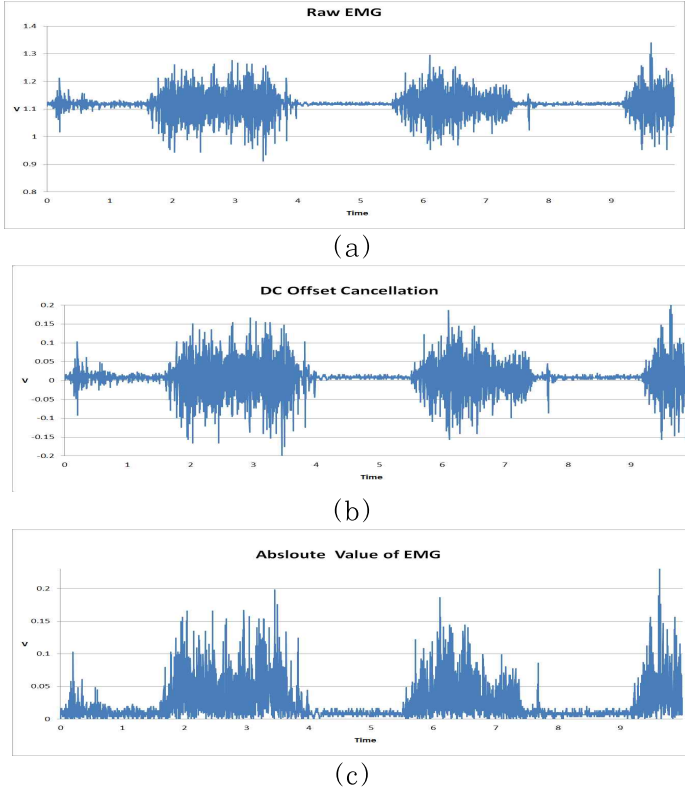 Raw EMG
1.4
1.3
1.2
V 1.1
1
0.9
0.8
0 1 2 3 4 5 6 7 8 9
Time
(a)
DC Offset Cancellation
0.2
0.15
0.1
0.05
V 0
-0.05
-0.1
-0.15
-0.2
0 1 2 3 4 5 6 7 8 9
Time
(b)
Absloute Value of EMG
0.2
0.15
V
0.1
0.05
0
0 1 2 3 4 5 6 7 8 9
Time
(c)